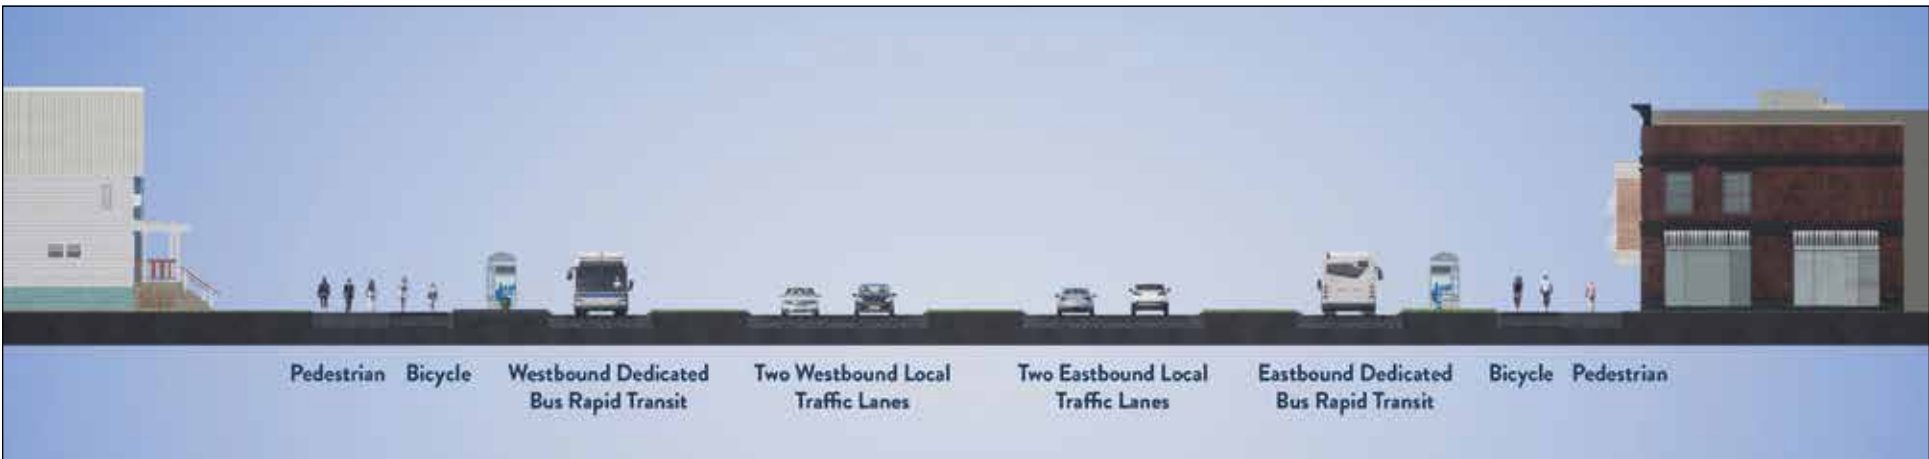 Pedestrian
Bicycle
Westbound Dedicated
Bus Rapid Transit
Two Westbound Local
Traffic Lanes
Two Eastbound Local
Traffic Lanes
Eastbound Dedicated
Bus Rapid Transit
Bicycle
Pedestrian